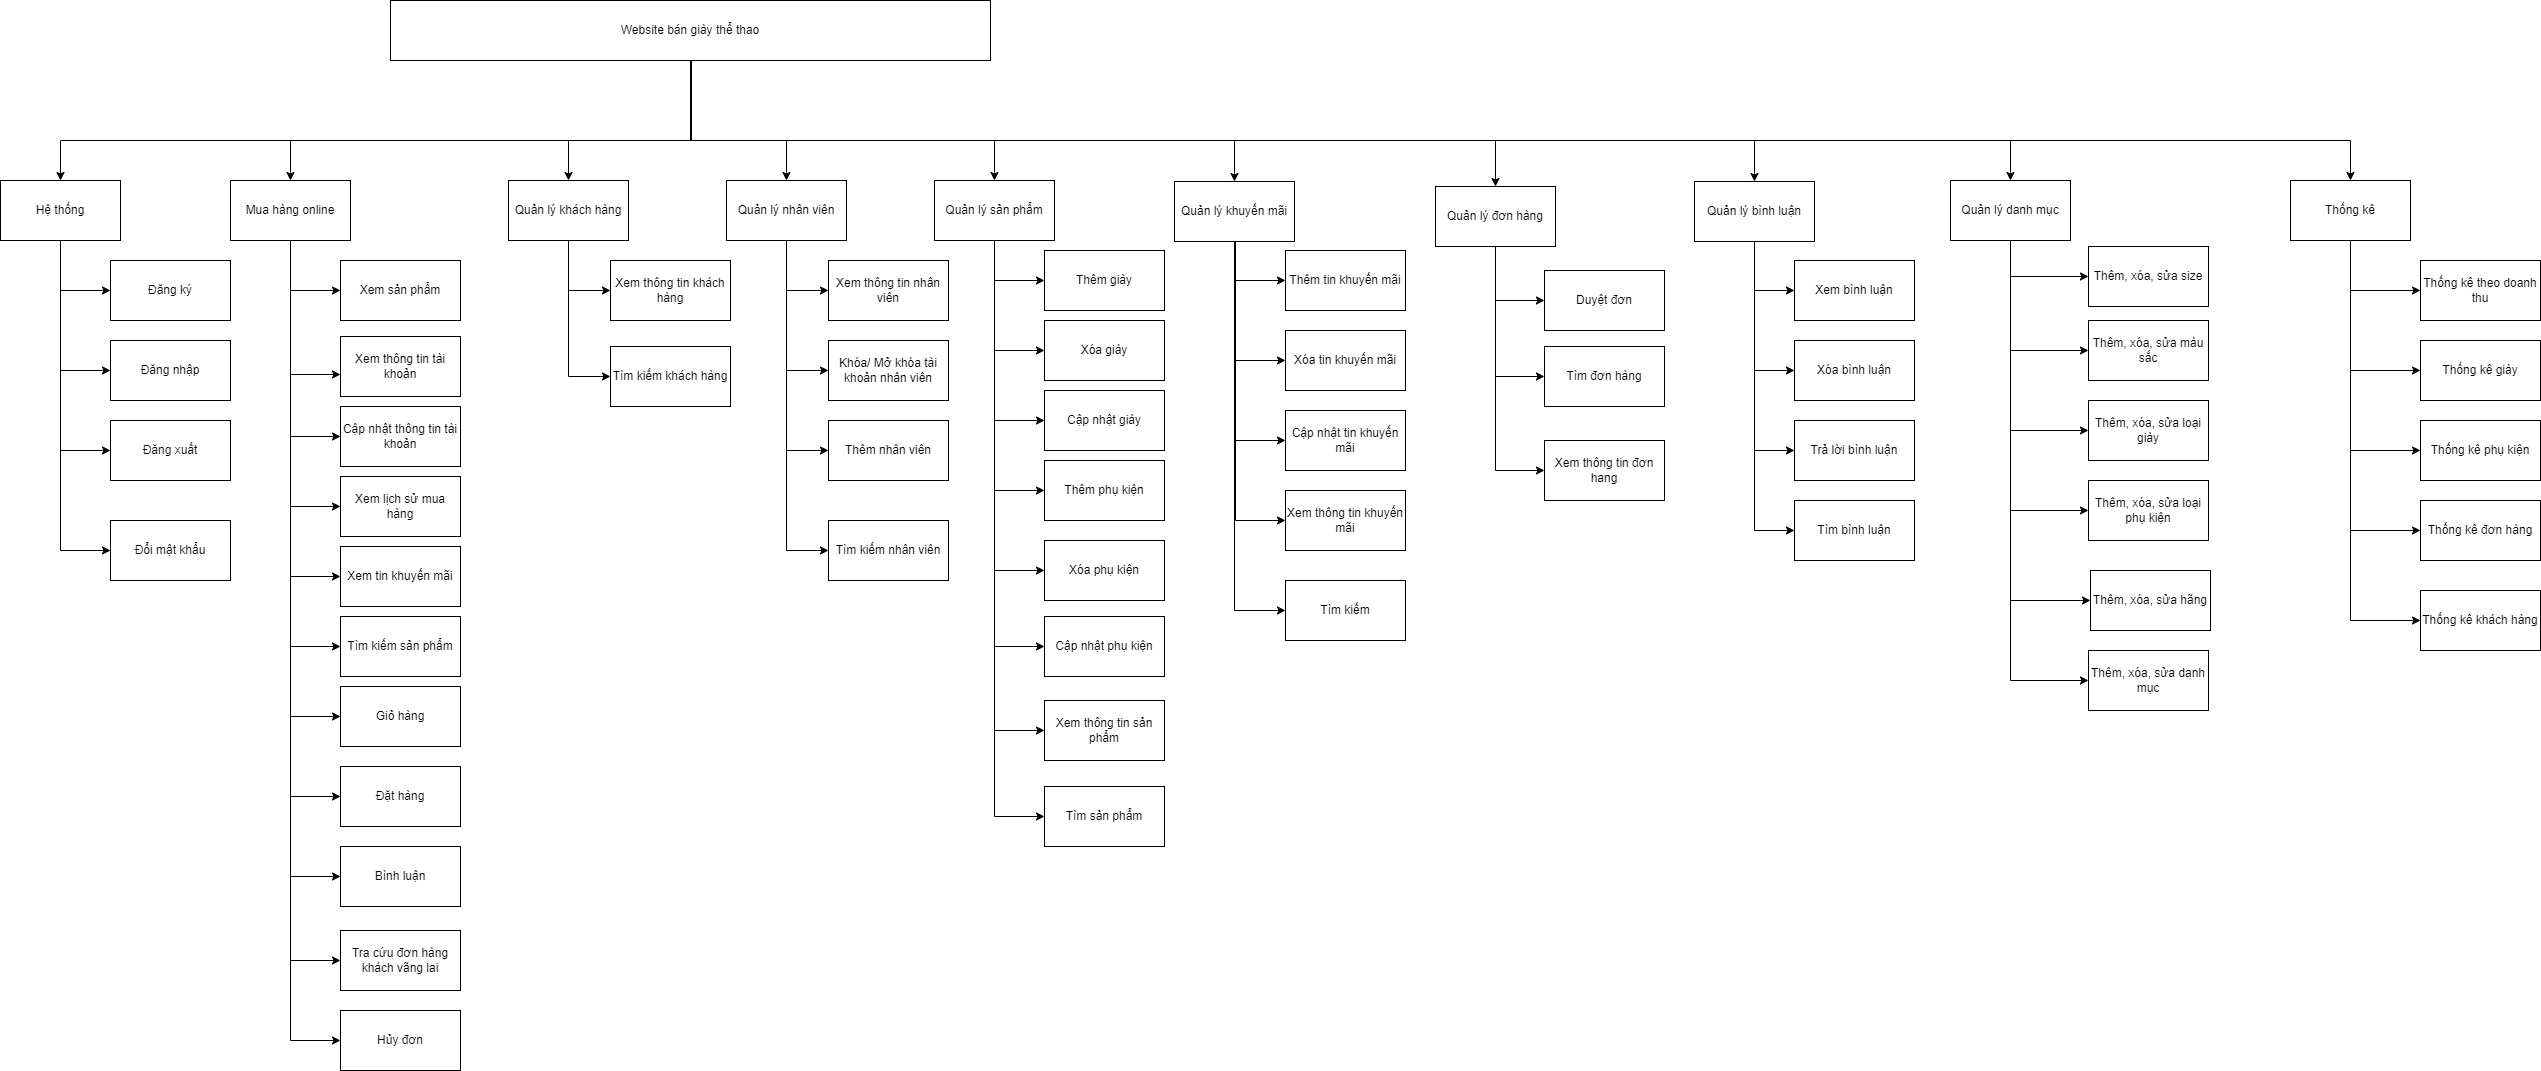 Website bán giày thể thao
Hệ thống
Đăng ký
Đăng nhập
Đăng xuất
Đổi mật khẩu
Mua hàng online
Xem sản phẩm
Xem thông tin tài
khoản
Cập nhật thông tin tài
khoản
Xem lịch sử mua
hàng
Xem tin khuyến mãi
Tìm kiếm sản phẩm
Giỏ hàng
Đặt hàng
Bình luận
Tra cứu đơn hàng
khách vãng lai
Hủy đơn
Quản lý khách hàng
Xem thông tin khách
hàng
Tìm kiếm khách hàng
Quản lý nhân viên
Xem thông tin nhân
viên
Khóa/ Mở khóa tài
khoản nhân viên
Thêm nhân viên
Tìm kiếm nhân viên
Quản lý sản phẩm
Thêm giày
Xóa giày
Cập nhật giày
Thêm phụ kiện
Xóa phụ kiện
Cập nhật phụ kiện
Xem thông tin sản
phẩm
Tìm sản phẩm
Quản lý khuyến mãi
Thêm tin khuyến mãi
Xóa tin khuyến mãi
Cập nhật tin khuyến
mãi
Xem thông tin khuyến
mãi
Tìm kiếm
Quản lý đơn hàng
Duyệt đơn
Tìm đơn hàng
Xem thông tin đơn
hang
Quản lý bình luận
Xem bình luận
Xóa bình luận
Trả lời bình luận
Tìm bình luận
Quản lý danh mục
Thêm, xóa, sửa size
Thêm, xóa, sửa màu
sắc
Thêm, xóa, sửa loại
giày
Thêm, xóa, sửa loại
phụ kiện
Thêm, xóa, sửa hãng
Thêm, xóa, sửa danh
mục
Thống kê
Thống kê theo doanh
thu
Thống kê giày
Thống kê phụ kiện
Thống kê đơn hàng
Thống kê khách hàng